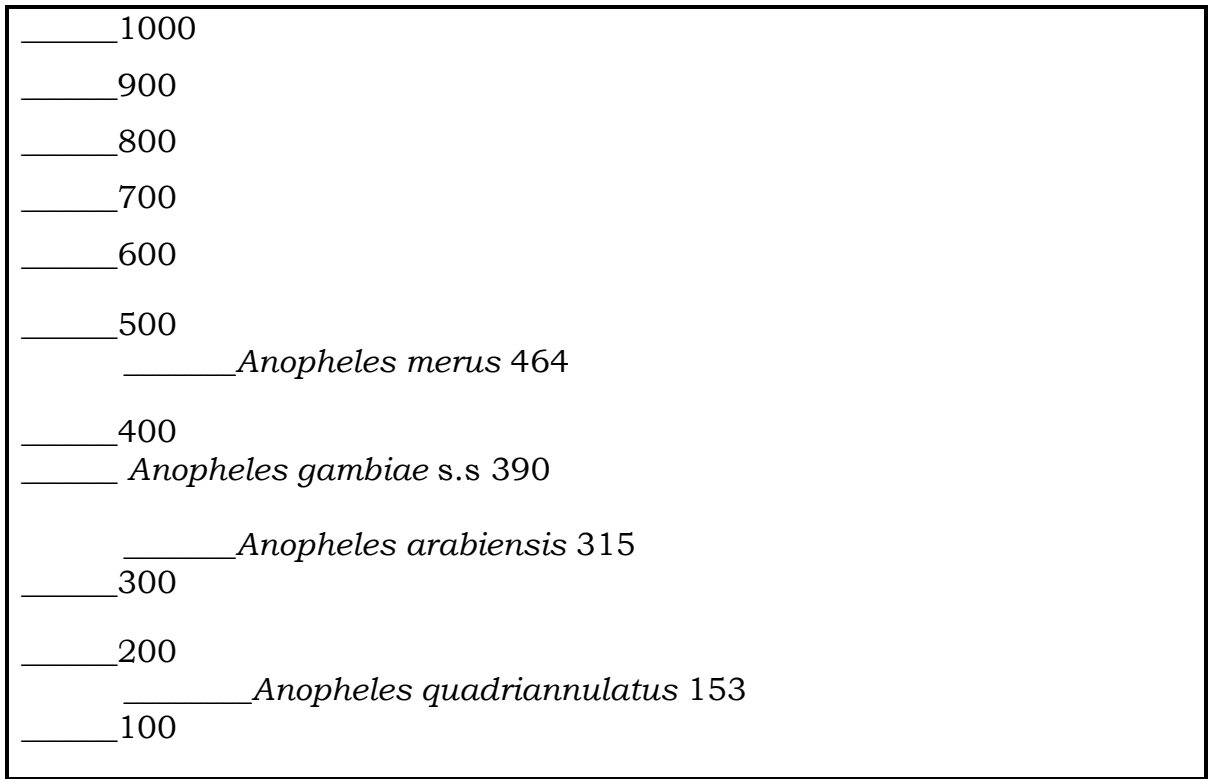 ______1000
______900
______800
______700
______600
______500
_______Anopheles merus 464
______400
______ Anopheles gambiae s.s 390
_______Anopheles arabiensis 315
______300
______200
________Anopheles quadriannulatus 153
______100